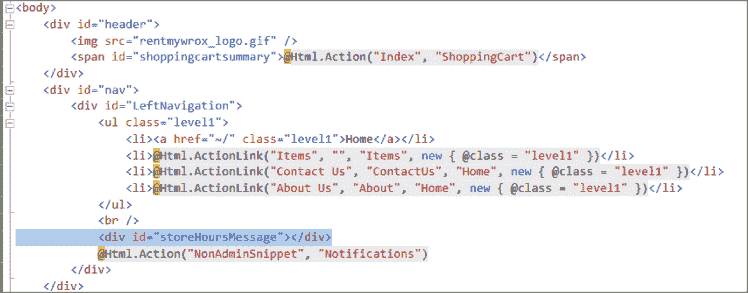 <body>
<div id="header">
<img src="rentmywrox_logo.gif" />
<span id="shoppingcartsummary">@Html.Action("Index", "ShoppingCart")</span>
</div>
<div id="nav">
<div id="LeftNavigation">
<ul class="level1">
<li><a href="~/" class="level1">Home</a></li>
<li>@Html.ActionLink("Items", "", "Items", new { @class = "level1" })</li>
<li>@Html.ActionLink("Contact Us", "ContactUs", "Home", new { @class = "level1" })</li>
<li>@Html.ActionLink("About Us", "About", "Home", new { @class = "level1" })</li>
</ul>
<br />
<div id="storeHoursMessage"></div>
@Html.Action("NonAdminSnippet", "Notifications")
</div>
</div>